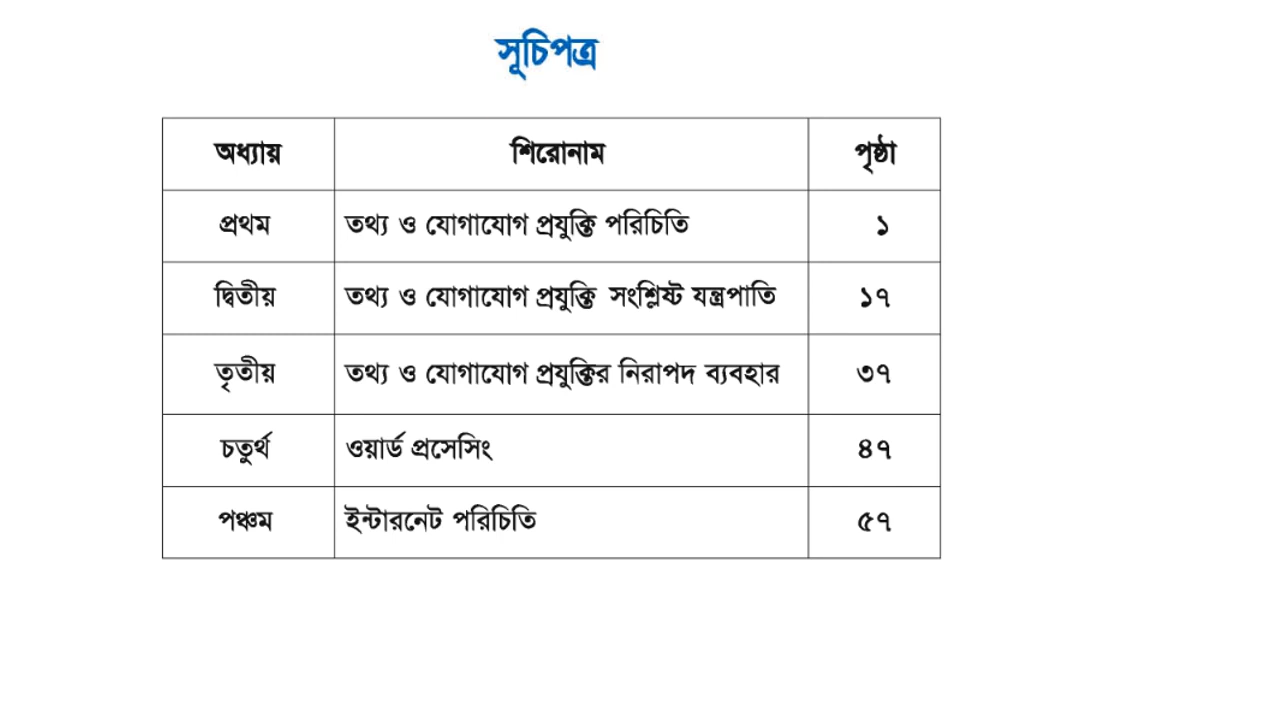 সূচিপত্র
অধ্যায় শিরোনাম পৃষ্ঠা
প্রথম তথ্য ও যোগাযোগ প্রযুক্তি পরিচিতি ১
দ্বিতীয় তথ্য ও যোগাযোগ প্রযুক্তি সংশ্লিষ্ট যন্ত্রপাতি ১৭
তৃতীয় তথ্য ও যোগাযোগ প্রযুক্তির নিরাপদ ব্যবহার ৩৭
চতুর্থ ওয়ার্ড প্রসেসিং ৪৭
পঞ্চম ইন্টারনেট পরিচিতি ৫৭